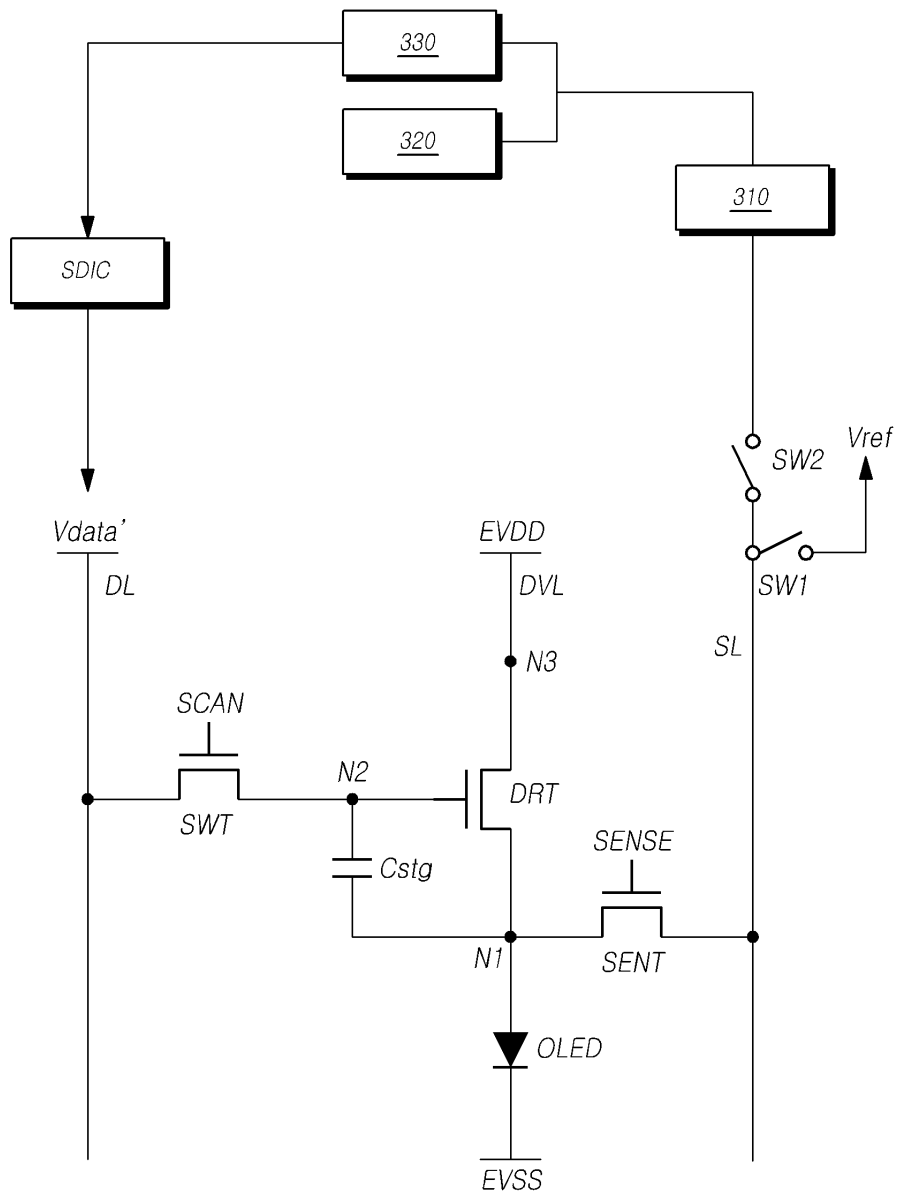 330
320
310
SDIC
SW2
Vref
Vdata'
EVDD
SW1
DL
DVL
SL
N3
SCAN
N2
DRT
SWT
SENSE
Cstg
N1
SENT
OLED
EVSS